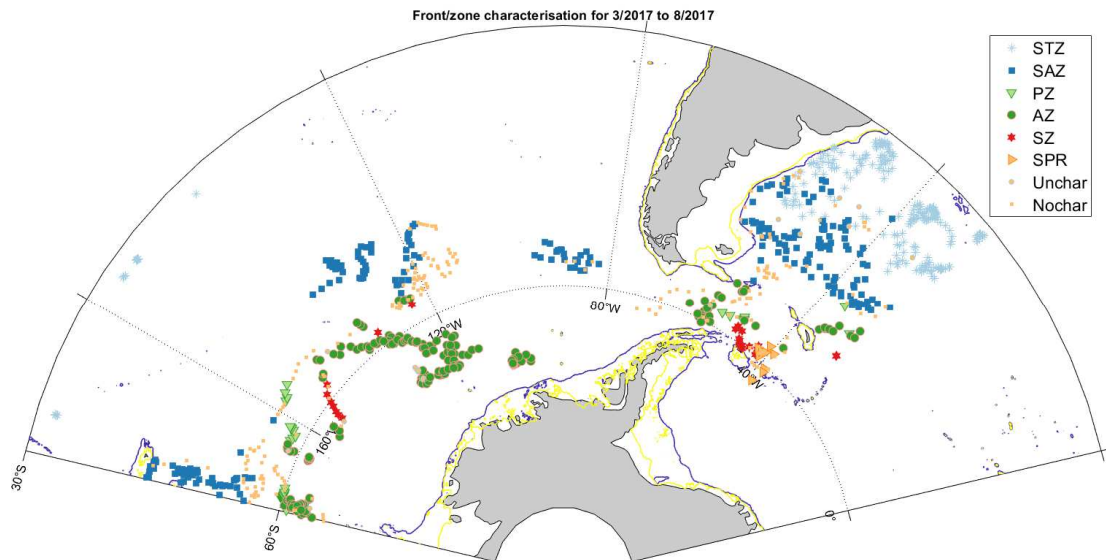 Front/zone characterisation for 3/2017 to 8/2017
STZ
SAZ
PZ
AZ
SZ
SPR
Unchar
Nochar
80°W
120°W
40°W
160°W
30°S
60°S
0°